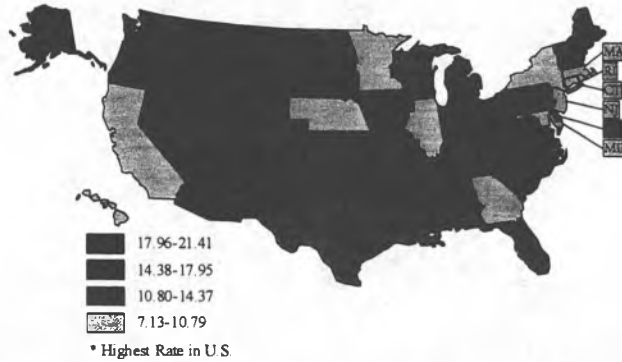 MA
RI
CT
NJ
MD
17.96-21.41
14.38-17.95
10.80-14.37
7.13-10.79
* Highest Rate in U.S.